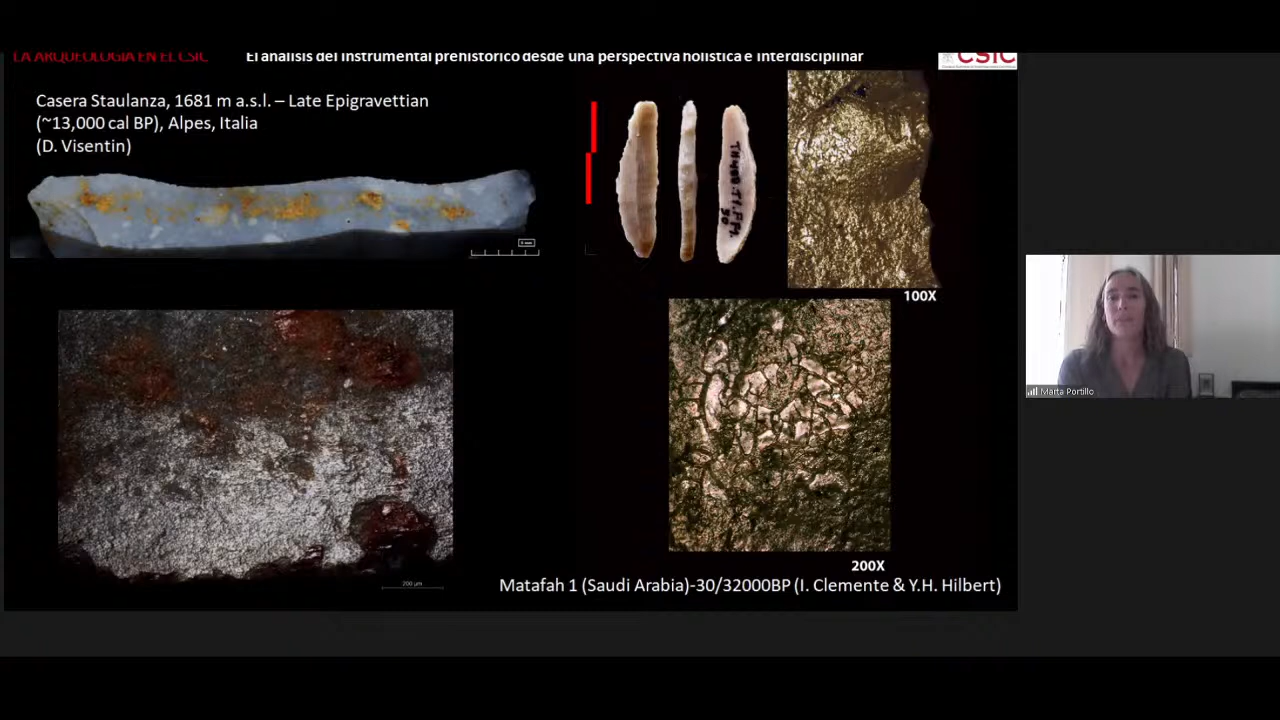 LA ARQUEOLOGÍA EN EL CSIC
El análisis del instrumental prehistórico desde una perspectiva holística e interdisciplinar
CSIC
Casera Staulanza, 1681 m a.s.l. – Late Epigravettian
(~13,000 cal BP), Alpes, Italia
(D. Visentin)
100X
200 µm
200X
Matafah 1 (Saudi Arabia)-30/32000BP (I. Clemente & Y.H. Hilbert)
Marta Portillo